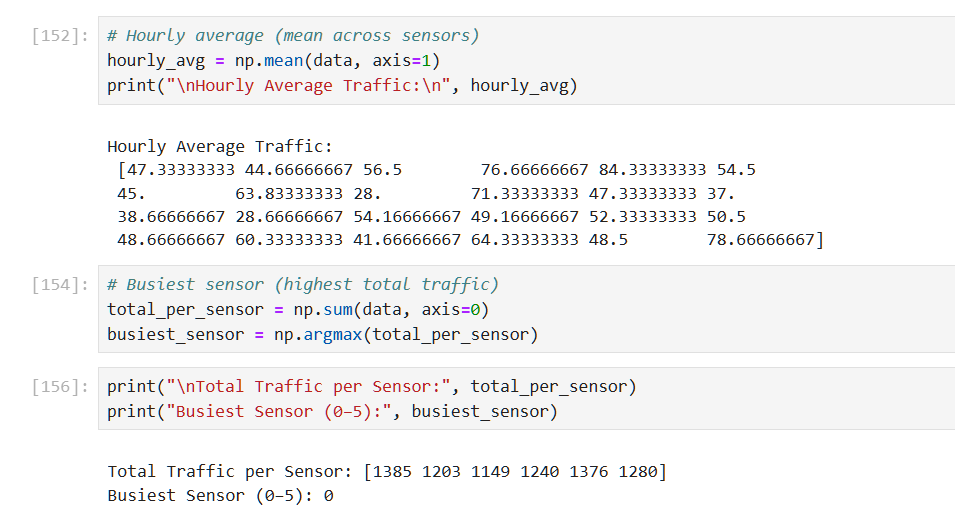 [152]: # Hourly average (mean across sensors)
hourly_avg = np.mean(data, axis=1)
print("\nHourly Average Traffic:\n", hourly_avg)
Hourly Average Traffic:
[47.33333333 44.66666667 56.5 76.66666667 84.33333333 54.5
45. 63.83333333 28. 71.33333333 47.33333333 37.
38.66666667 28.66666667 54.16666667 49.16666667 52.33333333 50.5
48.66666667 60.33333333 41.66666667 64.33333333 48.5 78.66666667]
[154]: # Busiest sensor (highest total traffic)
total_per_sensor = np.sum(data, axis=0)
busiest_sensor = np.argmax(total_per_sensor)
[156]: print("\nTotal Traffic per Sensor:", total_per_sensor)
print("Busiest Sensor (0–5):", busiest_sensor)
Total Traffic per Sensor: [1385 1203 1149 1240 1376 1280]
Busiest Sensor (0–5): 0